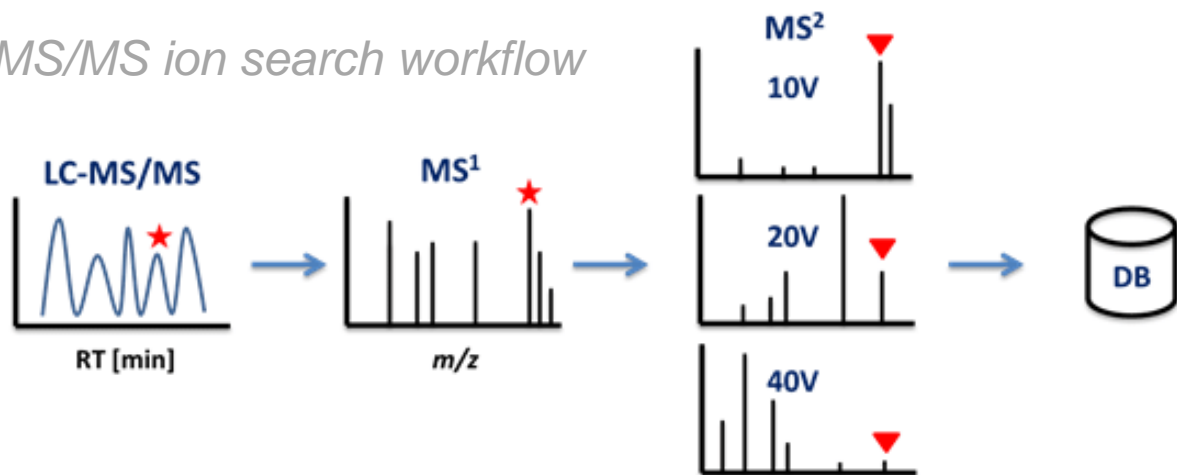 MS/MS ion search workflow
LC-MS/MS
RT [min]
MS¹
m/z
MS²
10V
20V
40V
DB